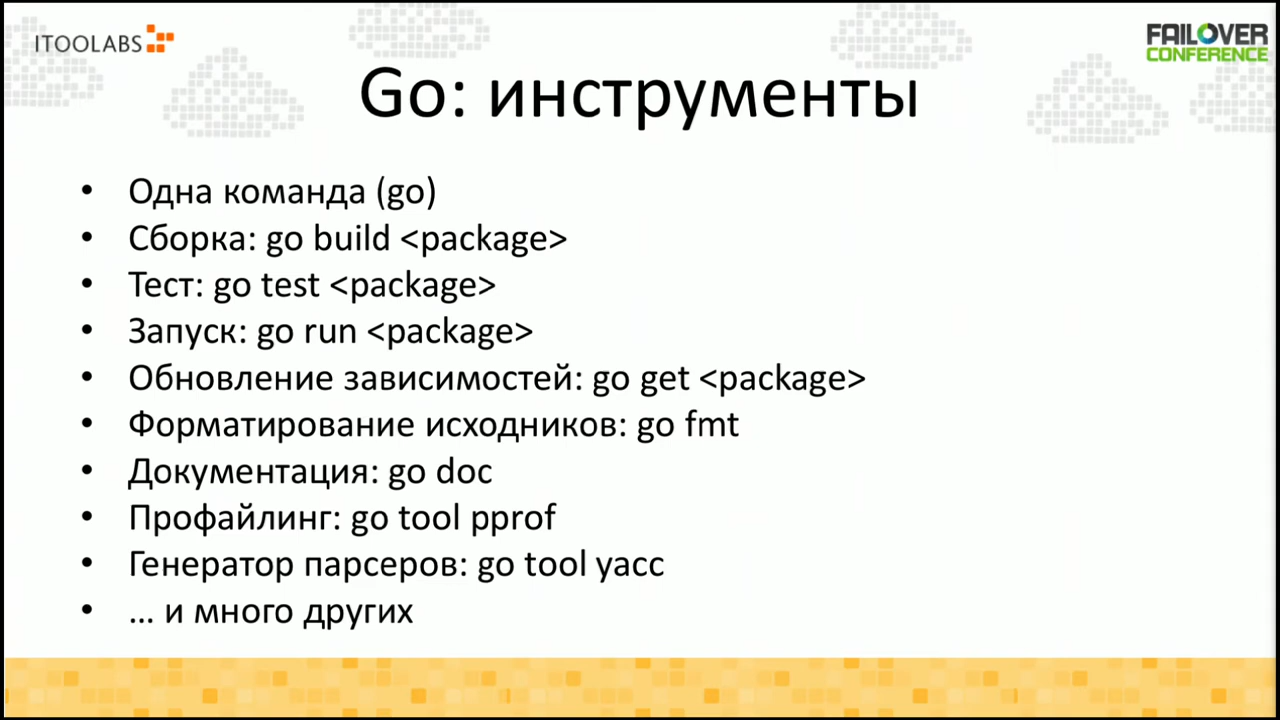 ITOOLABS
FAILOVER
CONFERENCE
Go: инструменты
• Одна команда (go)
• Сборка: go build <package>
• Тест: go test <package>
• Запуск: go run <package>
• Обновление зависимостей: go get <package>
• Форматирование исходников: go fmt
• Документация: go doc
• Профайлинг: go tool pprof
• Генератор парсеров: go tool yacc
• … и много других